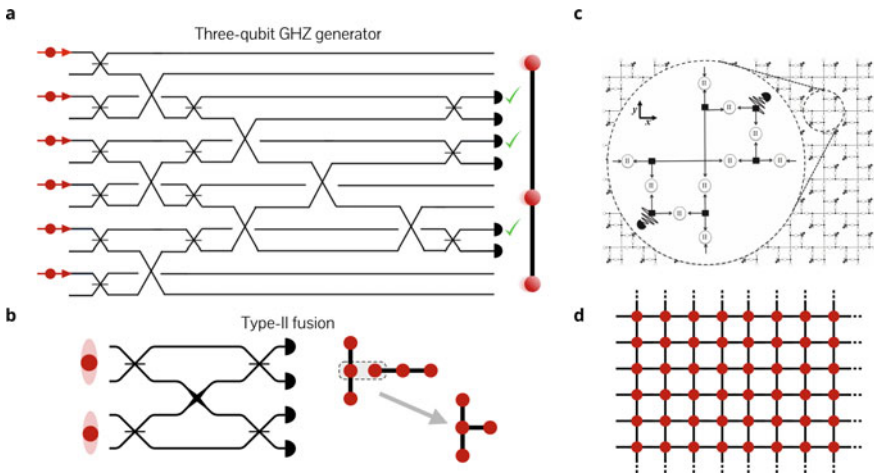 a
Three-qubit GHZ generator
c
y
x
b
Type-II fusion
d